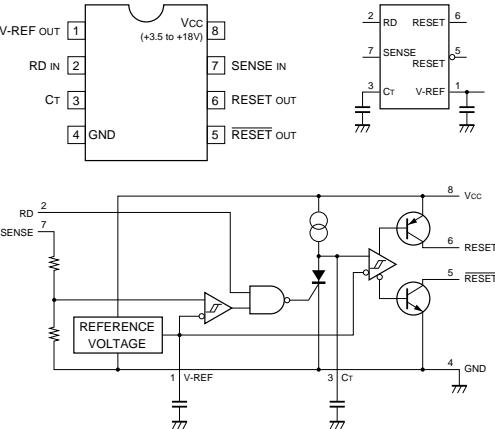 V-REF OUT 1
VCC 8
(+3.5 to +18V)
RD IN 2
7 SENSE IN
CT 3
6 RESET OUT
4 GND
5 RESET OUT
2 RD RESET 6
7 SENSE
RESET 5
3 CT V-REF 1
8 VCC
RD 2
SENSE 7
6 RESET
5 RESET
REFERENCE
VOLTAGE
4 GND
1 V-REF 3 CT